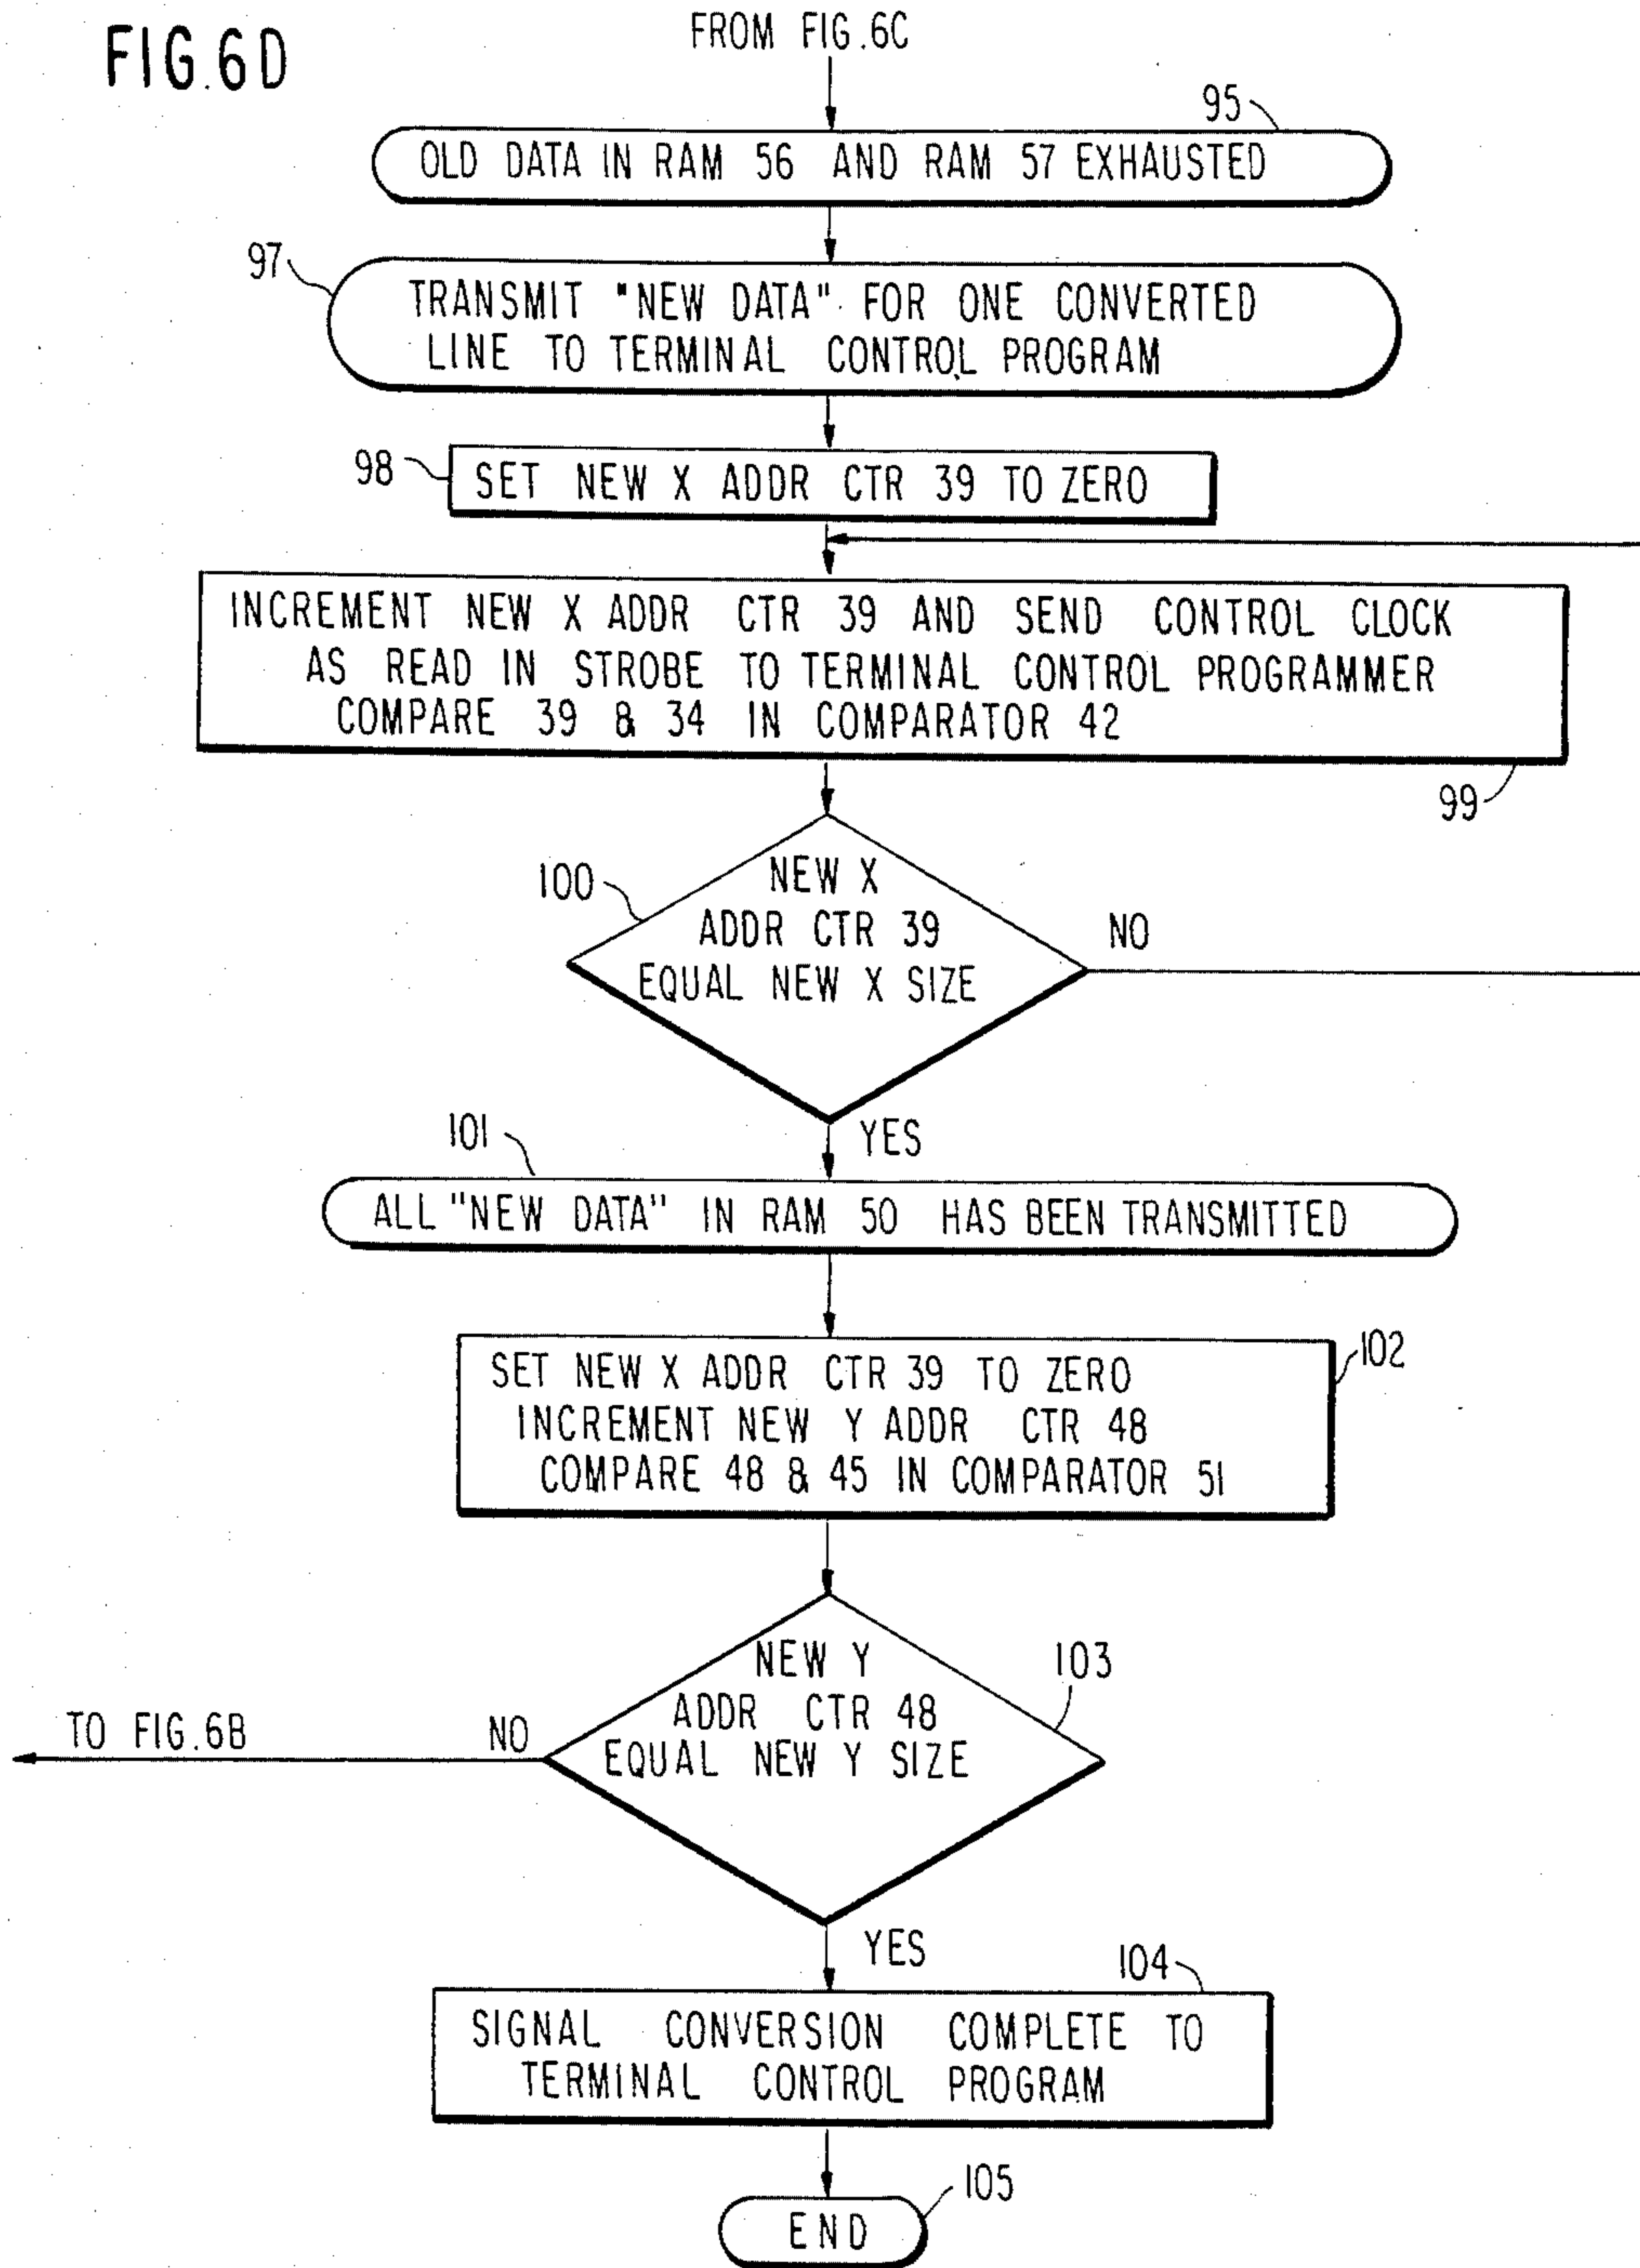 FIG.6D
FROM FIG.6C
95
OLD DATA IN RAM 56 AND RAM 57 EXHAUSTED
97
TRANSMIT "NEW DATA" FOR ONE CONVERTED
LINE TO TERMINAL CONTROL PROGRAM
98
SET NEW X ADDR CTR 39 TO ZERO
INCREMENT NEW X ADDR CTR 39 AND SEND CONTROL CLOCK
AS READ IN STROBE TO TERMINAL CONTROL PROGRAMMER
COMPARE 39 & 34 IN COMPARATOR 42
99
100
NEW X
ADDR CTR 39
EQUAL NEW X SIZE
NO
YES
101
ALL "NEW DATA" IN RAM 50 HAS BEEN TRANSMITTED
102
SET NEW X ADDR CTR 39 TO ZERO
INCREMENT NEW Y ADDR CTR 48
COMPARE 48 & 45 IN COMPARATOR 51
103
NEW Y
ADDR CTR 48
EQUAL NEW Y SIZE
TO FIG.6B
NO
YES
104
SIGNAL CONVERSION COMPLETE TO
TERMINAL CONTROL PROGRAM
105
END